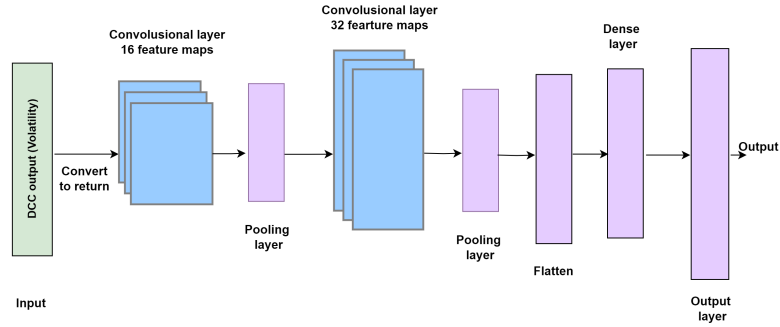 Convolusional layer
16 feature maps
Convolusional layer
32 fearture maps
Dense
layer
DCC output (Volatility)
Convert
to return
Output
Pooling
layer
Pooling
layer
Flatten
Input
Output
layer